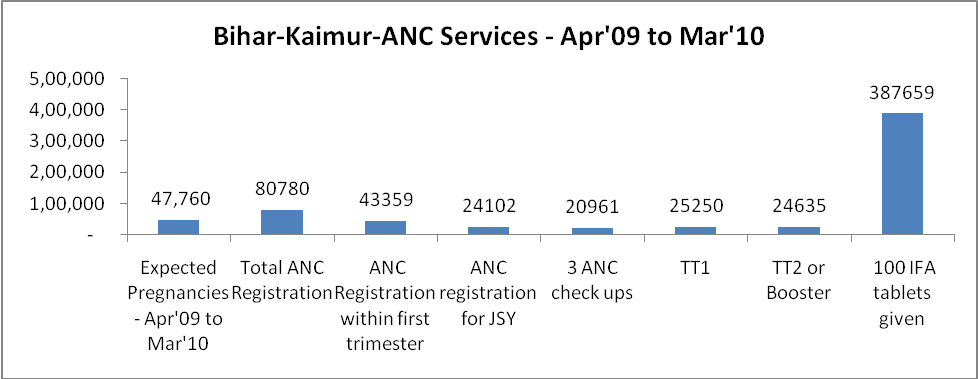 Bihar-Kaimur-ANC Services - Apr'09 to Mar'10
5,00,000
4,00,000
3,00,000
2,00,000
1,00,000
-
47,760
80780
43359
24102
20961
25250
24635
387659
Expected
Pregnancies
- Apr'09 to
Mar'10
Total ANC
Registration
ANC
Registration
within first
trimester
ANC
registration
for JSY
3 ANC
check ups
TT1
TT2 or
Booster
100 IFA
tablets
given